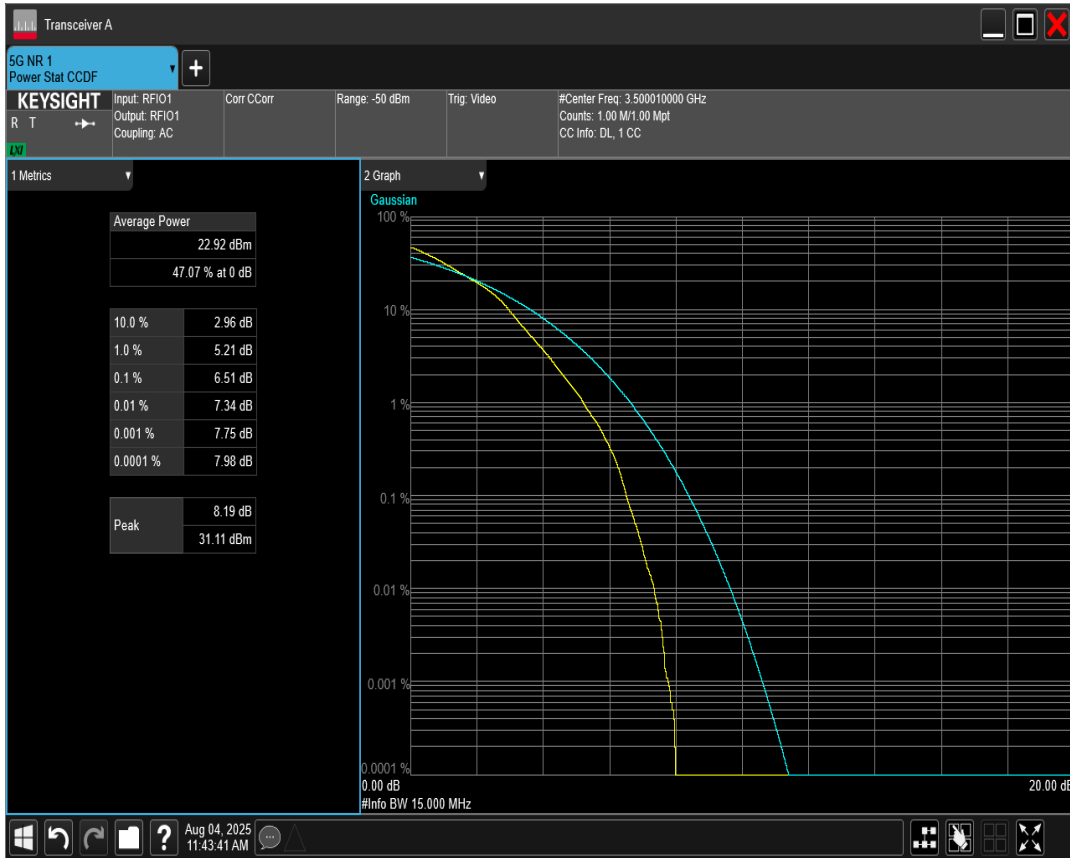 Transceiver A
5G NR 1
Power Stat CCDF
KEYSIGHT
R T
LXI
Input: RFIO1
Output: RFIO1
Coupling: AC
Corr CCorr
Range: -50 dBm
Trig: Video
#Center Freq: 3.500010000 GHz
Counts: 1.00 M/1.00 Mpt
CC Info: DL, 1 CC
1 Metrics
Average Power
22.92 dBm
47.07 % at 0 dB
10.0 % 2.96 dB
1.0 % 5.21 dB
0.1 % 6.51 dB
0.01 % 7.34 dB
0.001 % 7.75 dB
0.0001 % 7.98 dB
Peak
8.19 dB
31.11 dBm
2 Graph
Gaussian
100 %
10 %
1 %
0.1 %
0.01 %
0.001 %
0.0001 %
0.00 dB 20.00 dB
#Info BW 15.000 MHz
? Aug 04, 2025
11:43:41 AM